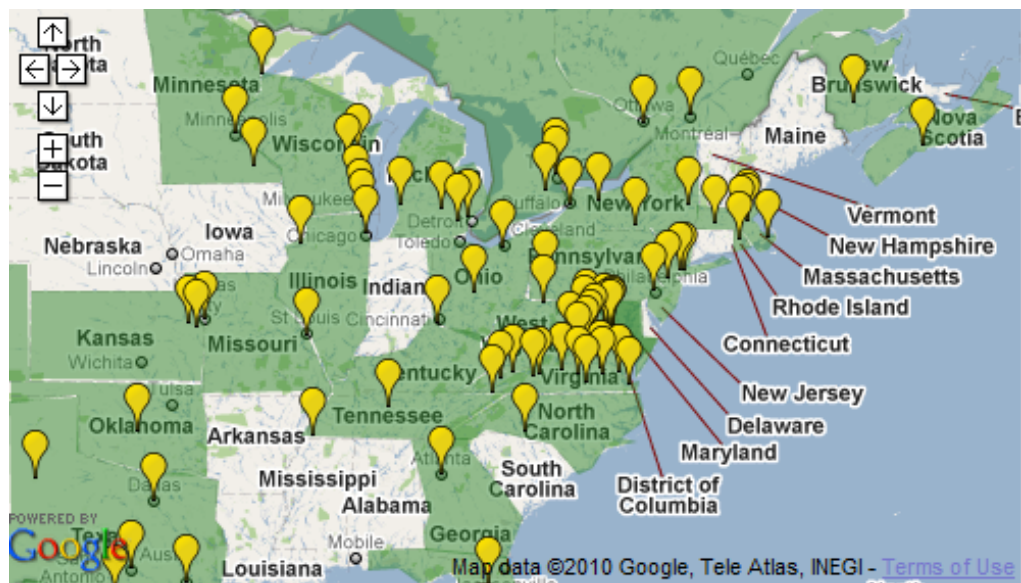 Québec
North
New
Brunswick
Minnesota
Ottawa
Minneapolis
Montréal
Nova
Scotia
South
Dakota
Wisconsin
Maine
Milwaukee
Buffalo
New York
Vermont
Iowa
Detroit
Chicago
Toledo
Cleveland
New Hampshire
Nebraska
Omaha
Lincoln
Pennsylvania
Massachusetts
Illinois
Ohio
Philadelphia
Indian
Rhode Island
St Louis
Cincinnati
West
Kansas
Missouri
Connecticut
Wichita
Kentucky
Virginia
New Jersey
Tulsa
Tennessee
North
Carolina
Oklahoma
Arkansas
Delaware
Maryland
Atlanta
Mississippi
South
Carolina
District of
Columbia
Dallas
Alabama
POWERED BY
Google
Georgia
Austin
Mobile
Antonio
Louisiana
Jacksonville
Map data ©2010 Google, Tele Atlas, INEGI - Terms of Use